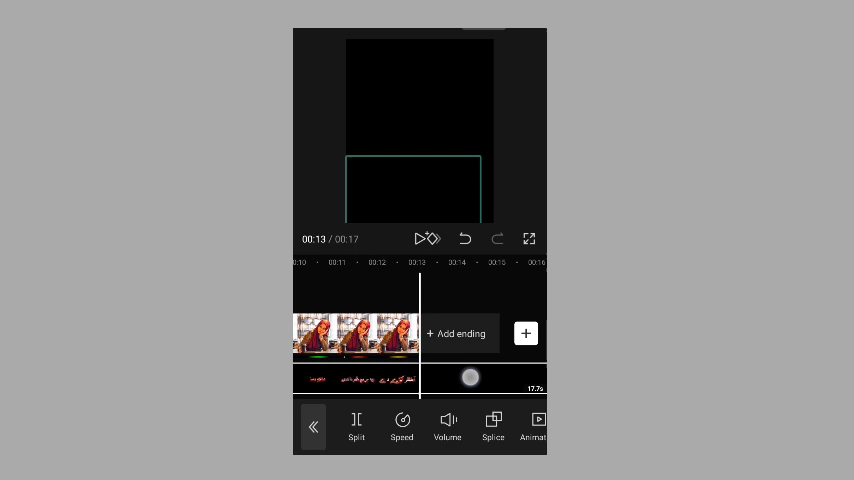 00:13 / 00:17
0:10 00:11 00:12 00:13 00:14 00:15 00:16
+ Add ending +
17.7s
Split Speed Volume Splice Animat